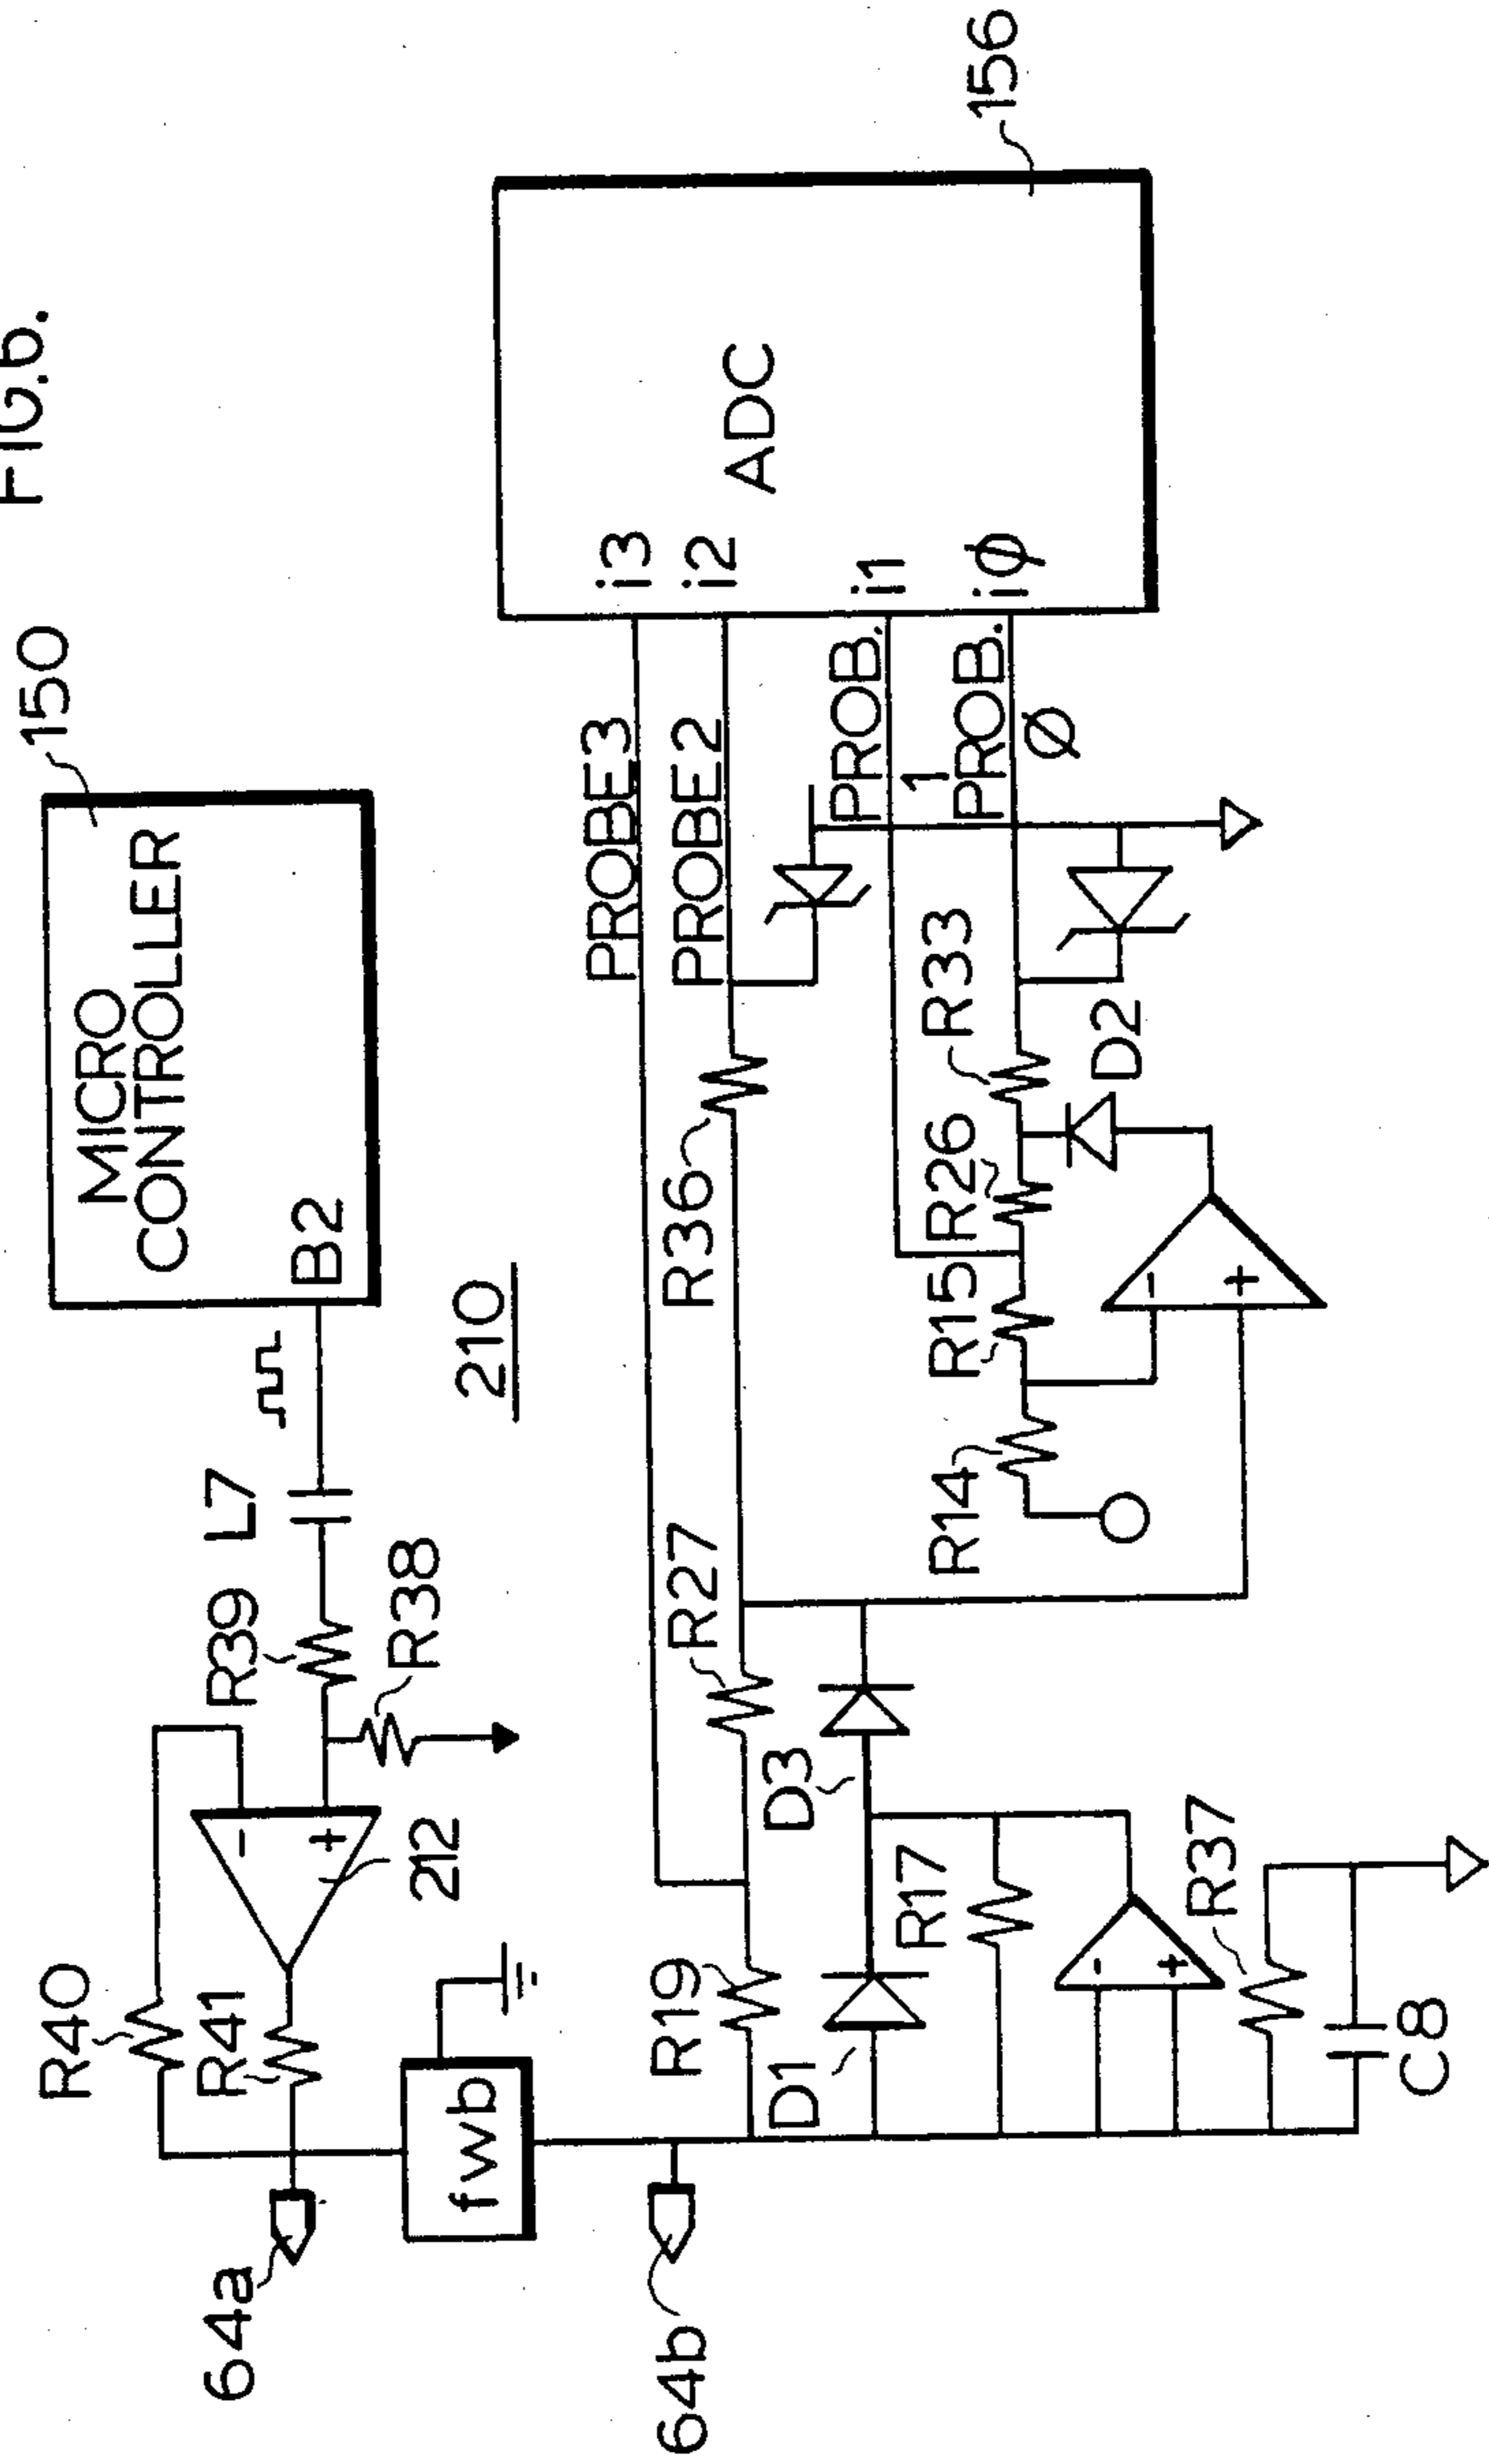 FIG.6.
150
MICRO
CONTROLLER
B2
L7
R39
R38
R40
R41
-
+
212
64a
fwb
210
64b
156
ADC
i3
i2
i1
iϕ
PROBE3
PROBE2
PROB.
1
PROB.
ϕ
R36
R27
R33
R26
R15
R14
D2
-
+
R19
D3
D1
R17
-
+
R37
C8